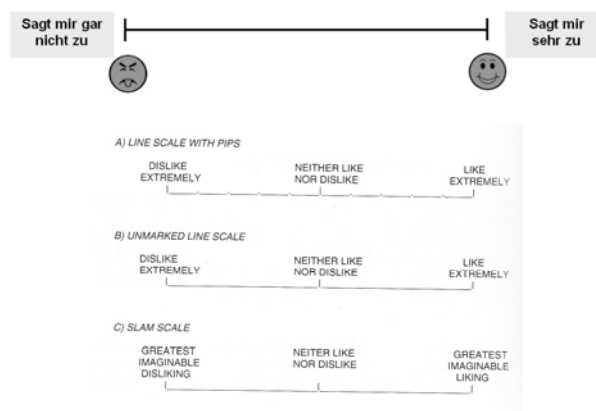 Sagt mir gar
nicht zu
Sagt mir
sehr zu
A) LINE SCALE WITH PIPS
DISLIKE
EXTREMELY
NEITHER LIKE
NOR DISLIKE
LIKE
EXTREMELY
B) UNMARKED LINE SCALE
DISLIKE
EXTREMELY
NEITHER LIKE
NOR DISLIKE
LIKE
EXTREMELY
C) SLAM SCALE
GREATEST
IMAGINABLE
DISLIKING
NEITER LIKE
NOR DISLIKE
GREATEST
IMAGINABLE
LIKING